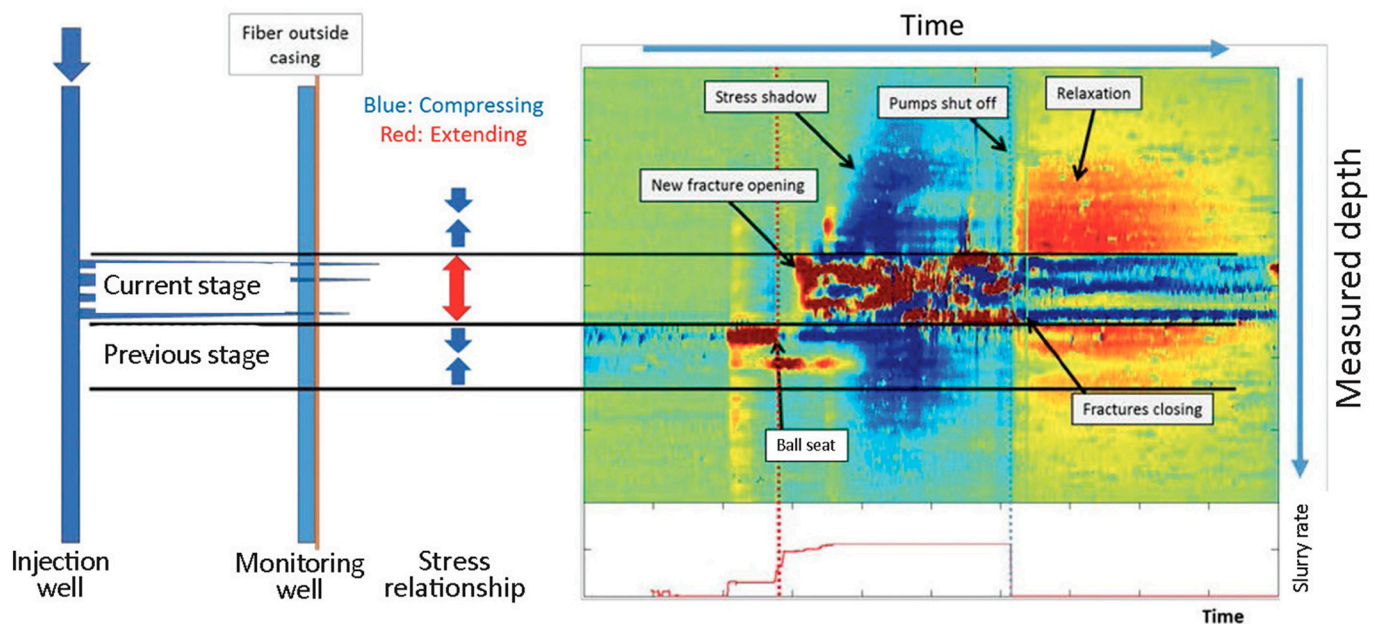 Time
Fiber outside
casing
Blue: Compressing
Red: Extending
Stress shadow
Pumps shut off
Relaxation
New fracture opening
Measured depth
Current stage
Previous stage
Fractures closing
Ball seat
Injection
well
Monitoring
well
Stress
relationship
Slurry rate
Time